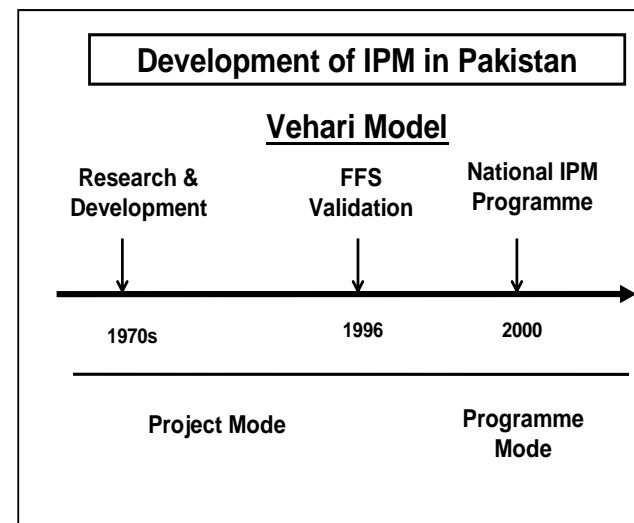 Development of IPM in Pakistan
Vehari Model
Research &
Development
FFS
Validation
National IPM
Programme
1970s
1996
2000
Project Mode
Programme
Mode